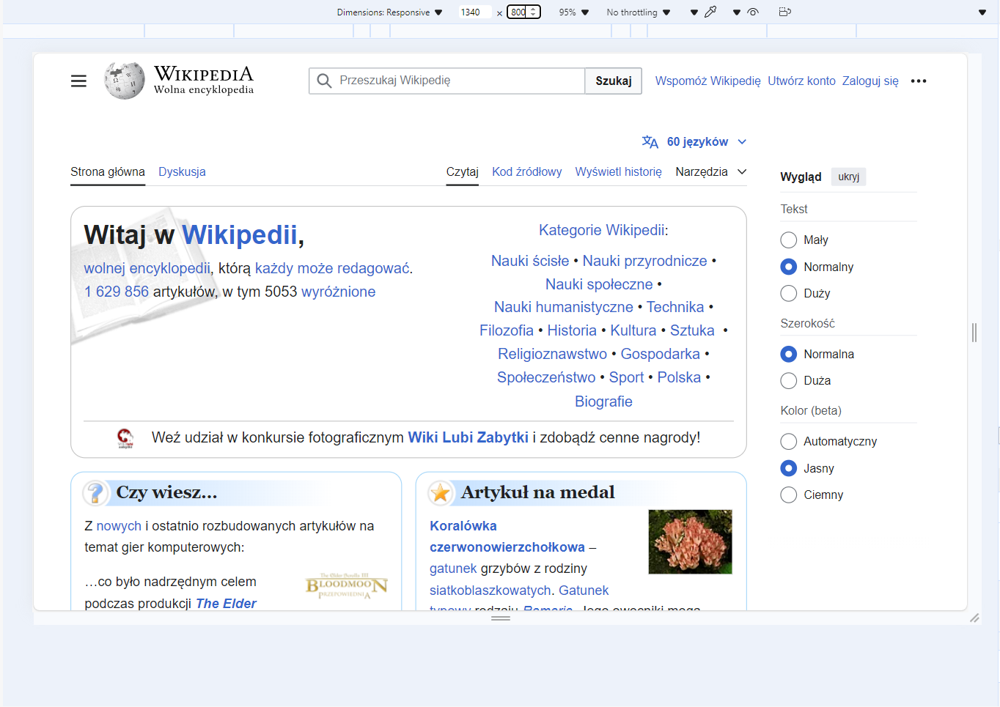 Dimensions: Responsive 1340 × 800 95% No throttling
WIKIPEDIA
Wolna encyklopedia
Przeszukaj Wikipedię Szukaj Wspomóż Wikipedię Utwórz konto Zaloguj się
60 języków
Strona główna Dyskusja Czytaj Kod źródłowy Wyświetl historię Narzędzia
Witaj w Wikipedii,
wolnej encyklopedii, którą każdy może redagować.
1 629 856 artykułów, w tym 5053 wyróżnione
Kategorie Wikipedii:
Nauki ścisłe • Nauki przyrodnicze •
Nauki społeczne •
Nauki humanistyczne • Technika •
Filozofia • Historia • Kultura • Sztuka •
Religioznawstwo • Gospodarka •
Społeczeństwo • Sport • Polska •
Biografie
Weź udział w konkursie fotograficznym Wiki Lubi Zabytki i zdobądź cenne nagrody!
Czy wiesz...
Z nowych i ostatnio rozbudowanych artykułów na
temat gier komputerowych:
…co było nadrzędnym celem
podczas produkcji The Elder
The Elder Scrolls III
BLOODMOON
PRZEPOWIEDNIA
Artykuł na medal
Koralówka
czerwonowierzchołkowa –
gatunek grzybów z rodziny
siatkoblaszkowatych. Gatunek
typowy rodzaju Ramaria. Jego owocniki mogą
Wygląd ukryj
Tekst
Mały
Normalny
Duży
Szerokość
Normalna
Duża
Kolor (beta)
Automatyczny
Jasny
Ciemny